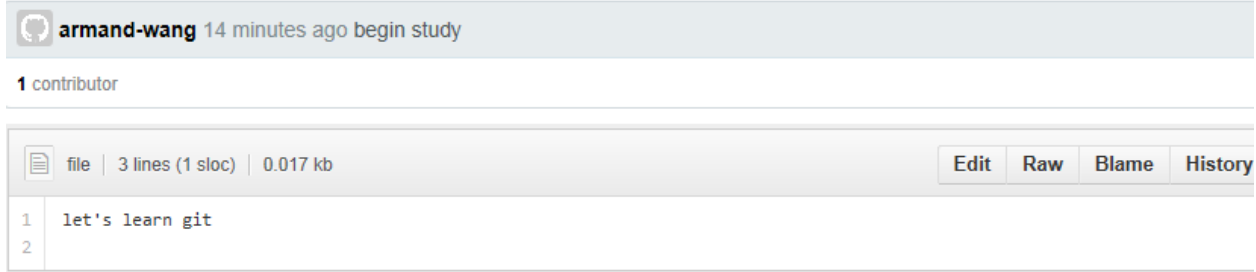 armand-wang 14 minutes ago begin study
1 contributor
file 3 lines (1 sloc) 0.017 kb Edit Raw Blame History
1 let's learn git
2